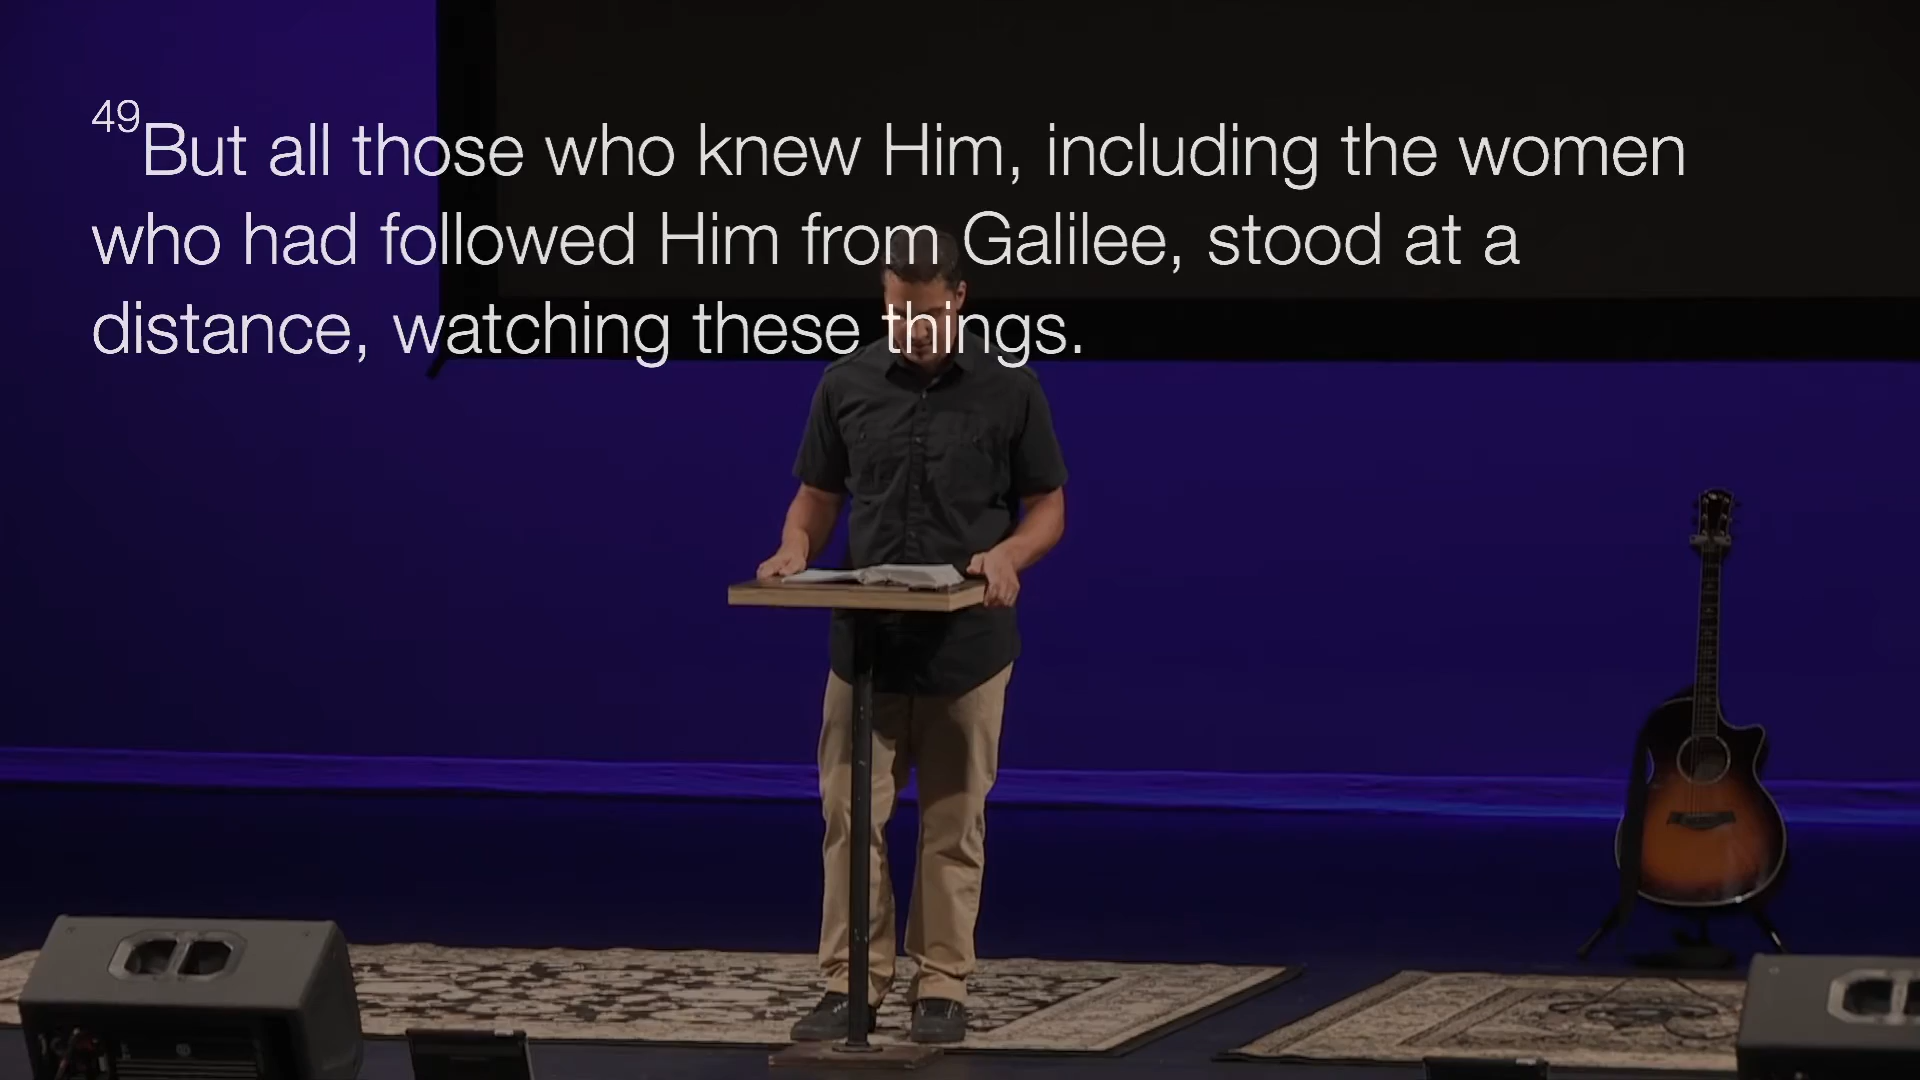 49But all those who knew Him, including the women
who had followed Him from Galilee, stood at a
distance, watching these things.